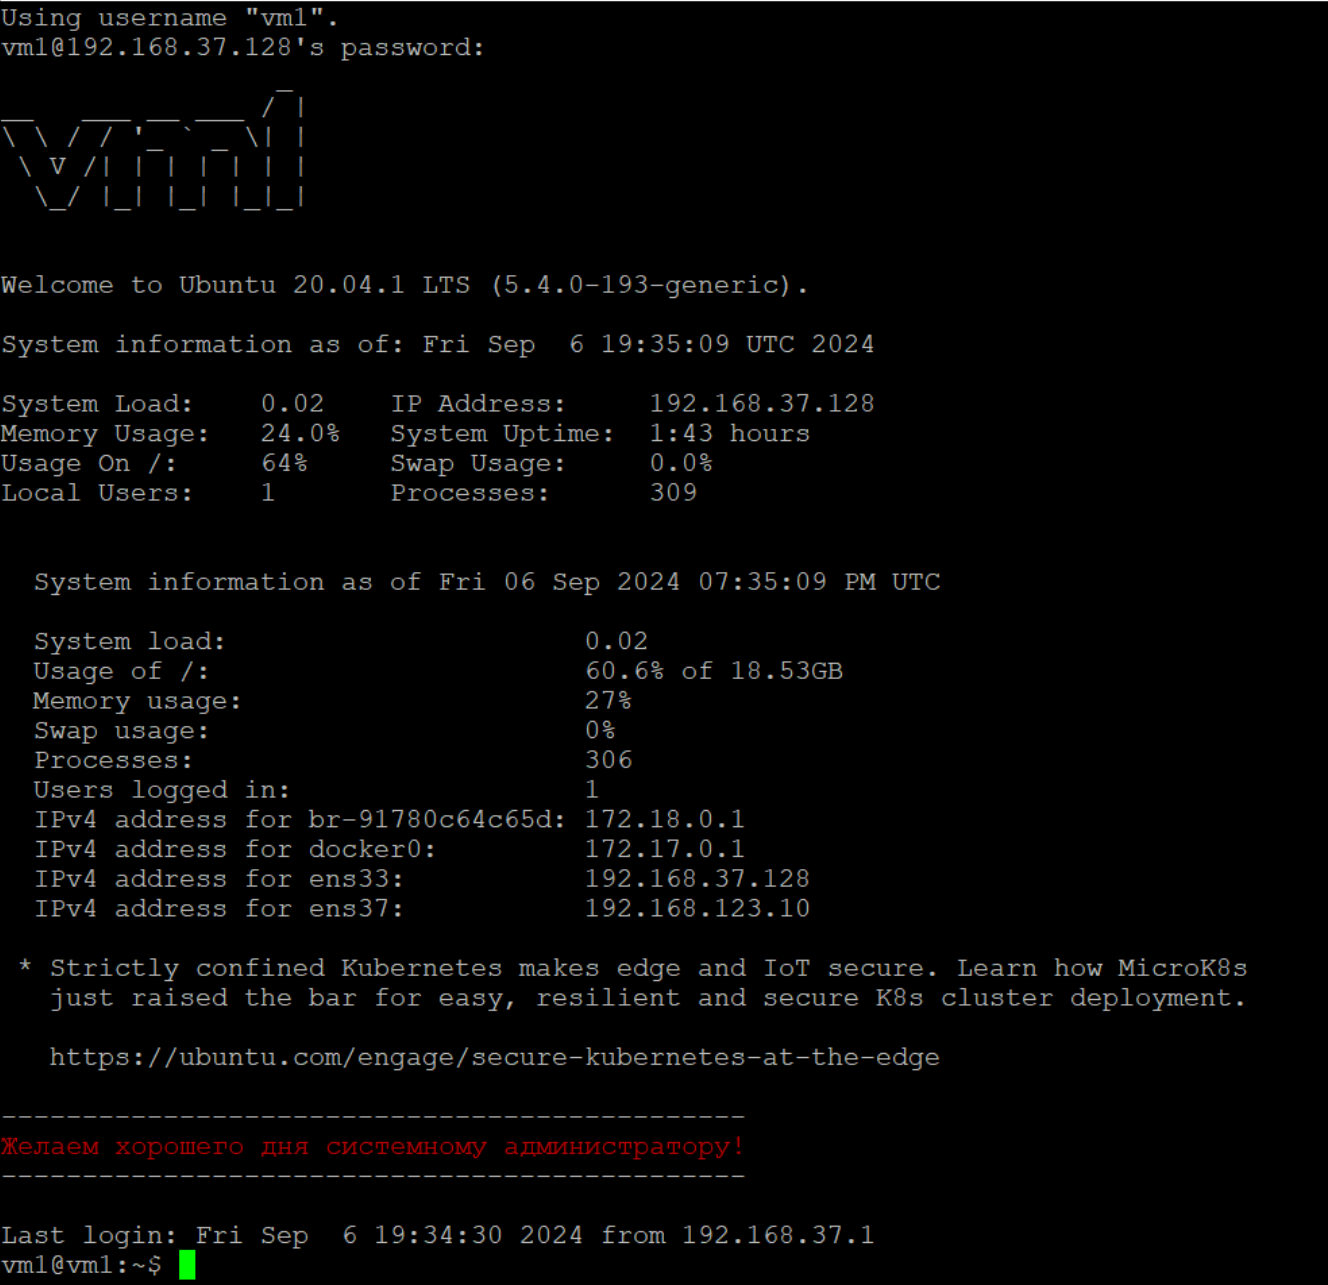 Using username "vm1".
vm1@192.168.37.128's password:
                 _
__   ___ __ ___ / |
\ \ / / '_ ` _ \| |
 \ V /| | | | | | |
  \_/ |_| |_| |_|_|
Welcome to Ubuntu 20.04.1 LTS (5.4.0-193-generic).
System information as of: Fri Sep  6 19:35:09 UTC 2024
System Load:    0.02    IP Address:     192.168.37.128
Memory Usage:   24.0%   System Uptime:  1:43 hours
Usage On /:     64%     Swap Usage:     0.0%
Local Users:    1       Processes:      309
  System information as of Fri 06 Sep 2024 07:35:09 PM UTC
  System load:                      0.02
  Usage of /:                       60.6% of 18.53GB
  Memory usage:                     27%
  Swap usage:                       0%
  Processes:                        306
  Users logged in:                  1
  IPv4 address for br-91780c64c65d: 172.18.0.1
  IPv4 address for docker0:         172.17.0.1
  IPv4 address for ens33:           192.168.37.128
  IPv4 address for ens37:           192.168.123.10
 * Strictly confined Kubernetes makes edge and IoT secure. Learn how MicroK8s
   just raised the bar for easy, resilient and secure K8s cluster deployment.
   https://ubuntu.com/engage/secure-kubernetes-at-the-edge
----------------------------------------------
Желаем хорошего дня системному администратору!
----------------------------------------------
Last login: Fri Sep  6 19:34:30 2024 from 192.168.37.1
vm1@vm1:~$